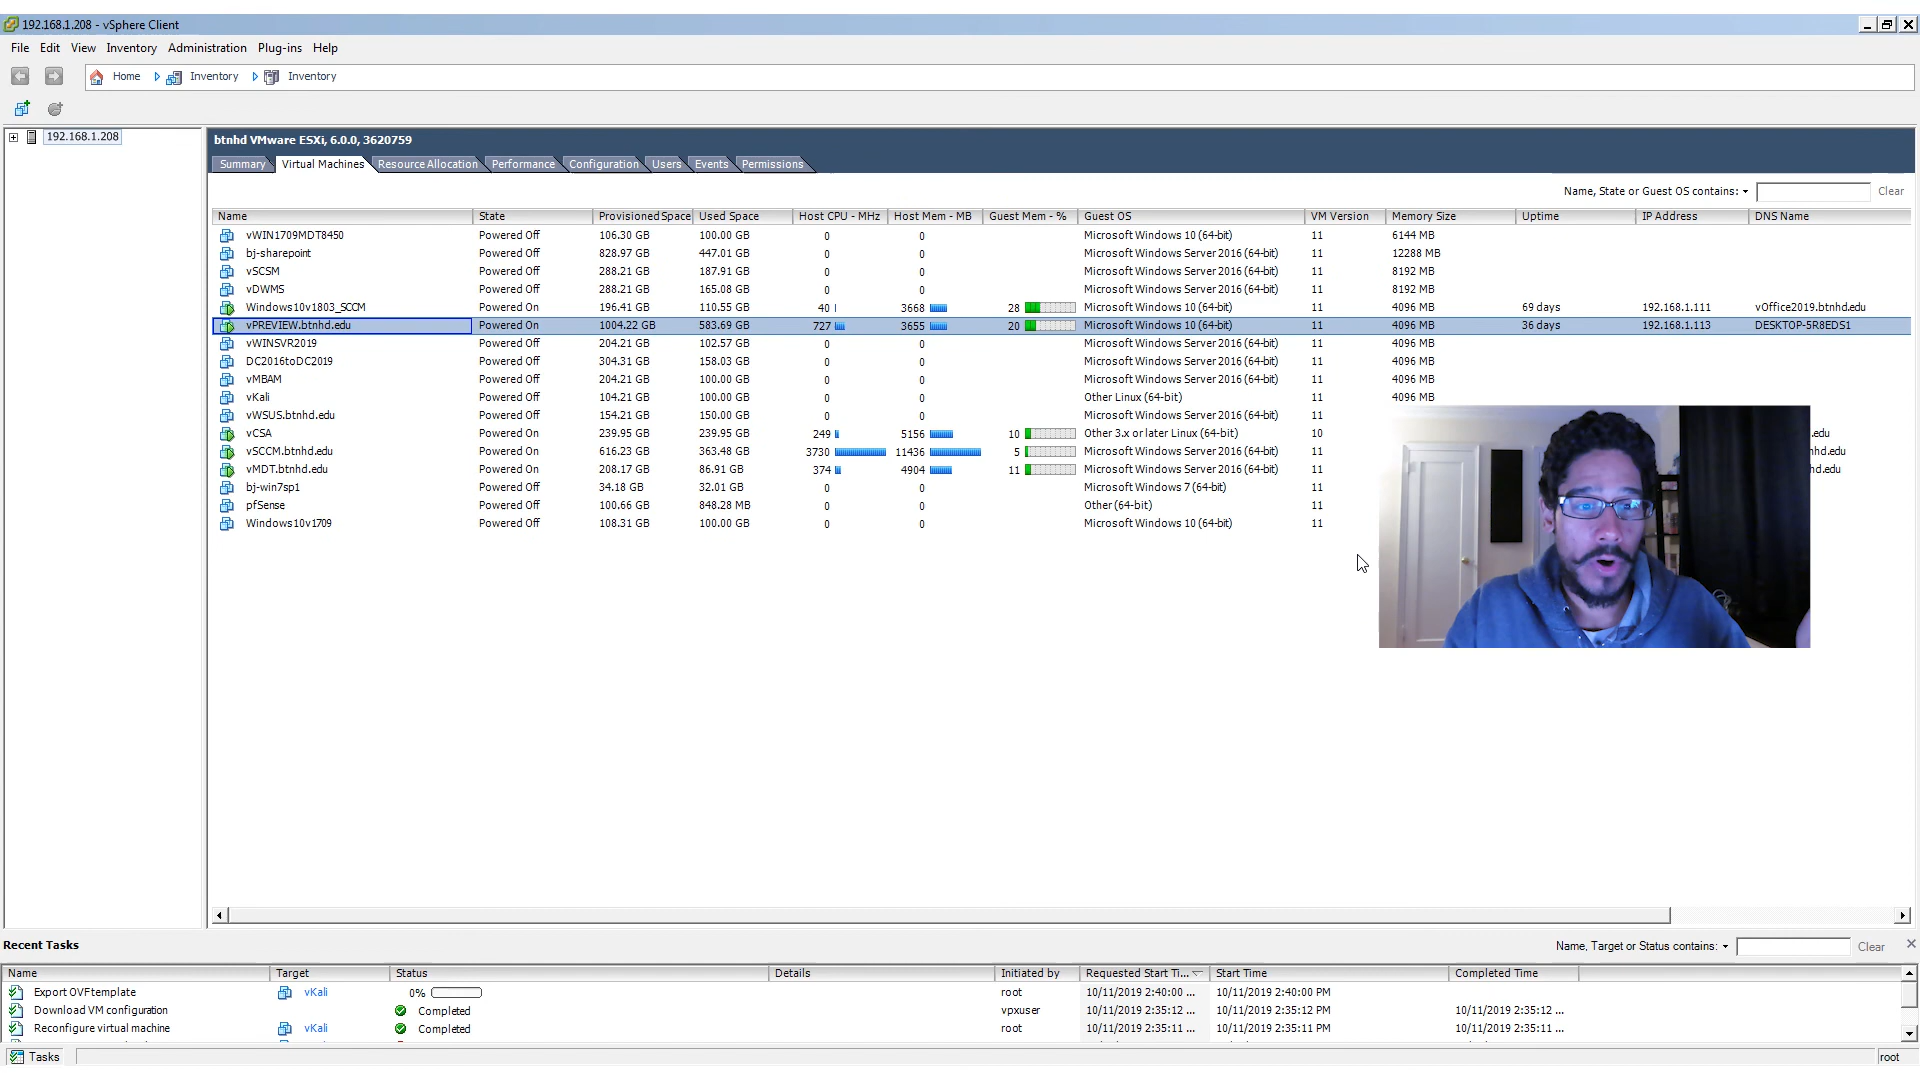 192.168.1.208 - vSphere Client
File Edit View Inventory Administration Plug-ins Help
Home Inventory Inventory
192.168.1.208
btnhd VMware ESXi, 6.0.0, 3620759
Summary Virtual Machines Resource Allocation Performance Configuration Users Events Permissions
Name, State or Guest OS contains: Clear
Name State Provisioned Space Used Space Host CPU - MHz Host Mem - MB Guest Mem - % Guest OS VM Version Memory Size Uptime IP Address DNS Name
vWIN1709MDT8450 Powered Off 106.30 GB 100.00 GB 0 0 Microsoft Windows 10 (64-bit) 11 6144 MB
bj-sharepoint Powered Off 828.97 GB 447.01 GB 0 0 Microsoft Windows Server 2016 (64-bit) 11 12288 MB
vSCSM Powered Off 288.21 GB 187.91 GB 0 0 Microsoft Windows Server 2016 (64-bit) 11 8192 MB
vDWMS Powered Off 288.21 GB 165.08 GB 0 0 Microsoft Windows Server 2016 (64-bit) 11 8192 MB
Windows10v1803_SCCM Powered On 196.41 GB 110.55 GB 40 3668 28 Microsoft Windows 10 (64-bit) 11 4096 MB 69 days 192.168.1.111 vOffice2019.btnhd.edu
vPREVIEW.btnhd.edu Powered On 1004.22 GB 583.69 GB 727 3655 20 Microsoft Windows 10 (64-bit) 11 4096 MB 36 days 192.168.1.113 DESKTOP-5R8EDS1
vWINSVR2019 Powered Off 204.21 GB 102.57 GB 0 0 Microsoft Windows Server 2016 (64-bit) 11 4096 MB
DC2016toDC2019 Powered Off 304.31 GB 158.03 GB 0 0 Microsoft Windows Server 2016 (64-bit) 11 4096 MB
vMBAM Powered Off 204.21 GB 100.00 GB 0 0 Microsoft Windows Server 2016 (64-bit) 11 4096 MB
vKali Powered Off 104.21 GB 100.00 GB 0 0 Other Linux (64-bit) 11 4096 MB
vWSUS.btnhd.edu Powered Off 154.21 GB 150.00 GB 0 0 Microsoft Windows Server 2016 (64-bit) 11
vCSA Powered On 239.95 GB 239.95 GB 249 5156 10 Other 3.x or later Linux (64-bit) 10 .edu
vSCCM.btnhd.edu Powered On 616.23 GB 363.48 GB 3730 11436 5 Microsoft Windows Server 2016 (64-bit) 11 hd.edu
vMDT.btnhd.edu Powered On 208.17 GB 86.91 GB 374 4904 11 Microsoft Windows Server 2016 (64-bit) 11 d.edu
bj-win7sp1 Powered Off 34.18 GB 32.01 GB 0 0 Microsoft Windows 7 (64-bit) 11
pfSense Powered Off 100.66 GB 848.28 MB 0 0 Other (64-bit) 11
Windows10v1709 Powered Off 108.31 GB 100.00 GB 0 0 Microsoft Windows 10 (64-bit) 11
Recent Tasks Name, Target or Status contains: Clear
Name Target Status Details Initiated by Requested Start Ti... Start Time Completed Time
Export OVF template vKali 0% root 10/11/2019 2:40:00 ... 10/11/2019 2:40:00 PM
Download VM configuration Completed vpxuser 10/11/2019 2:35:12 ... 10/11/2019 2:35:12 PM 10/11/2019 2:35:12 ...
Reconfigure virtual machine vKali Completed root 10/11/2019 2:35:11 ... 10/11/2019 2:35:11 PM 10/11/2019 2:35:11 ...
Tasks root